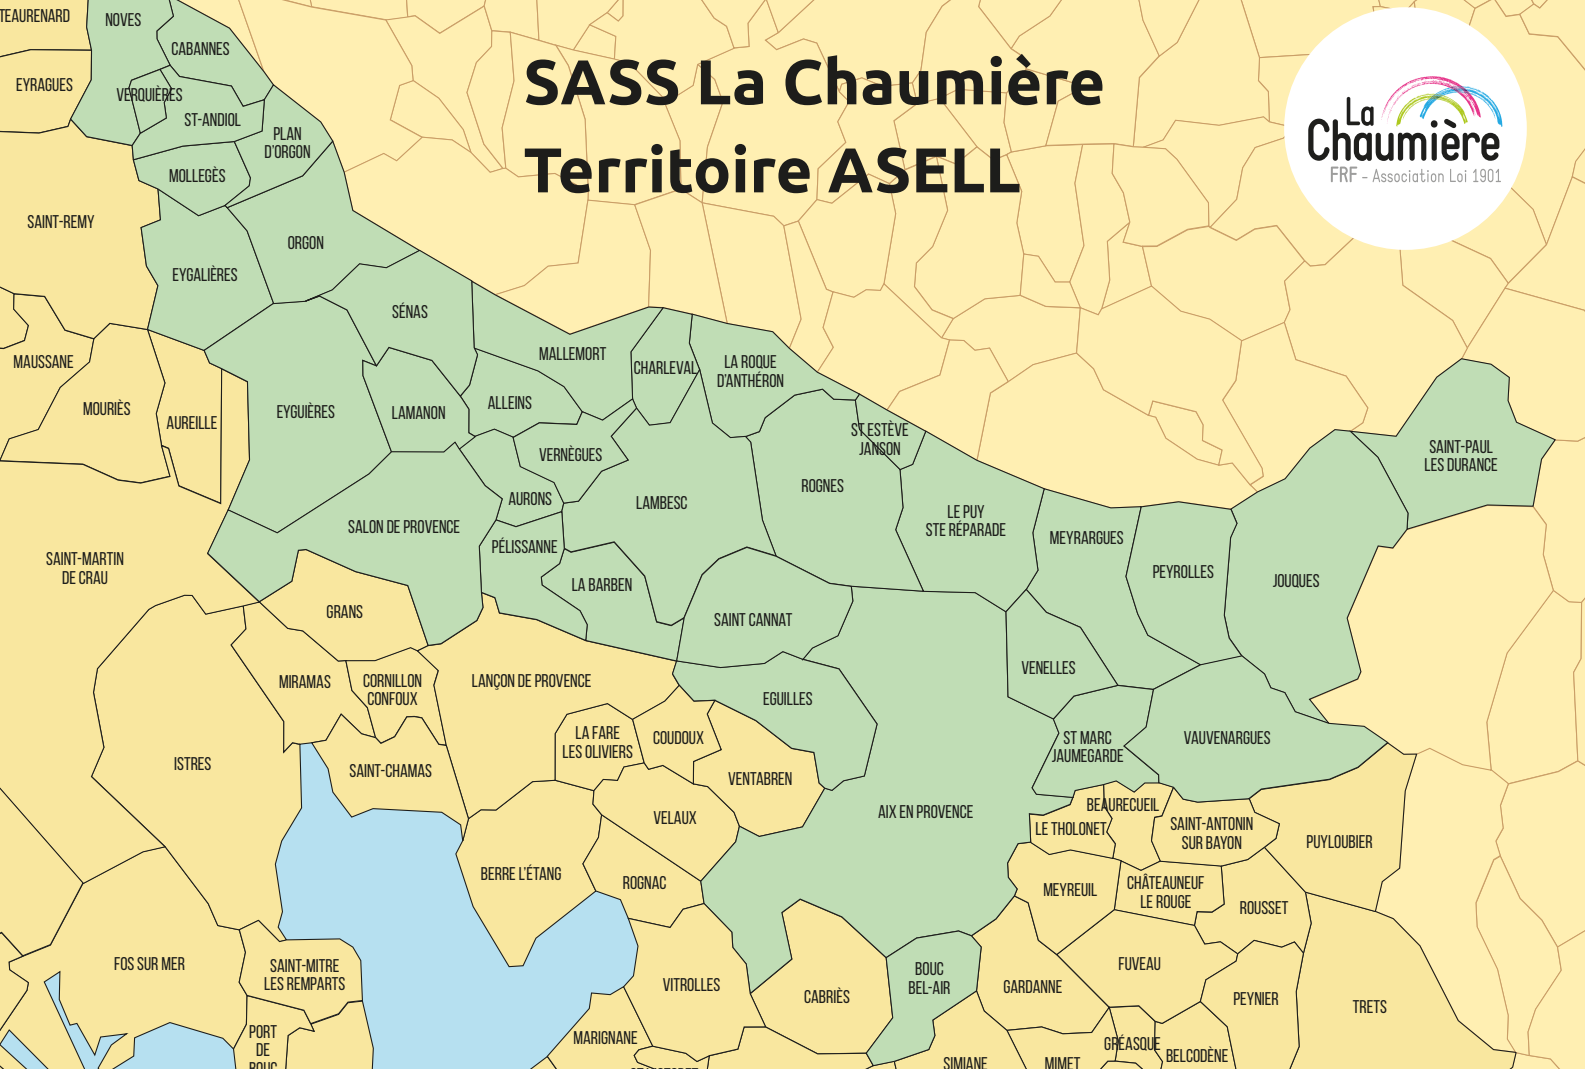 SASS La Chaumière
Territoire ASELL
La
Chaumière
FRF - Association Loi 1901
TEAURENARD
NOVES
CABANNES
EYRAGUES
VERQUIÈRES
ST-ANDIOL
PLAN
D'ORGON
MOLLEGÈS
SAINT-REMY
ORGON
EYGALIÈRES
SÉNAS
MALLEMORT
CHARLEVAL
LA ROQUE
D'ANTHÉRON
MAUSSANE
MOURIÈS
AUREILLE
EYGUIÈRES
LAMANON
ALLEINS
VERNÈGUES
ST ESTÈVE
JANSON
SAINT-PAUL
LES DURANCE
ROGNES
AURONS
LAMBESC
SALON DE PROVENCE
LE PUY
STE RÉPARADE
MEYRARGUES
PÉLISSANNE
PEYROLLES
JOUQUES
SAINT-MARTIN
DE CRAU
LA BARBEN
GRANS
SAINT CANNAT
VENELLES
MIRAMAS
CORNILLON
CONFOUX
LANÇON DE PROVENCE
EGUILLES
LA FARE
LES OLIVIERS
COUDOUX
ST MARC
JAUMEGARDE
VAUVENARGUES
ISTRES
SAINT-CHAMAS
VENTABREN
AIX EN PROVENCE
BEAURECUEIL
VELAUX
LE THOLONET
SAINT-ANTONIN
SUR BAYON
PUYLOUBIER
BERRE L'ÉTANG
ROGNAC
MEYREUIL
CHÂTEAUNEUF
LE ROUGE
ROUSSET
FOS SUR MER
SAINT-MITRE
LES REMPARTS
VITROLLES
CABRIÈS
BOUC
BEL-AIR
GARDANNE
FUVEAU
PEYNIER
TRETS
PORT
DE
BOUC
MARIGNANE
SIMIANE
MIMET
GRÉASQUE
BELCODÈNE